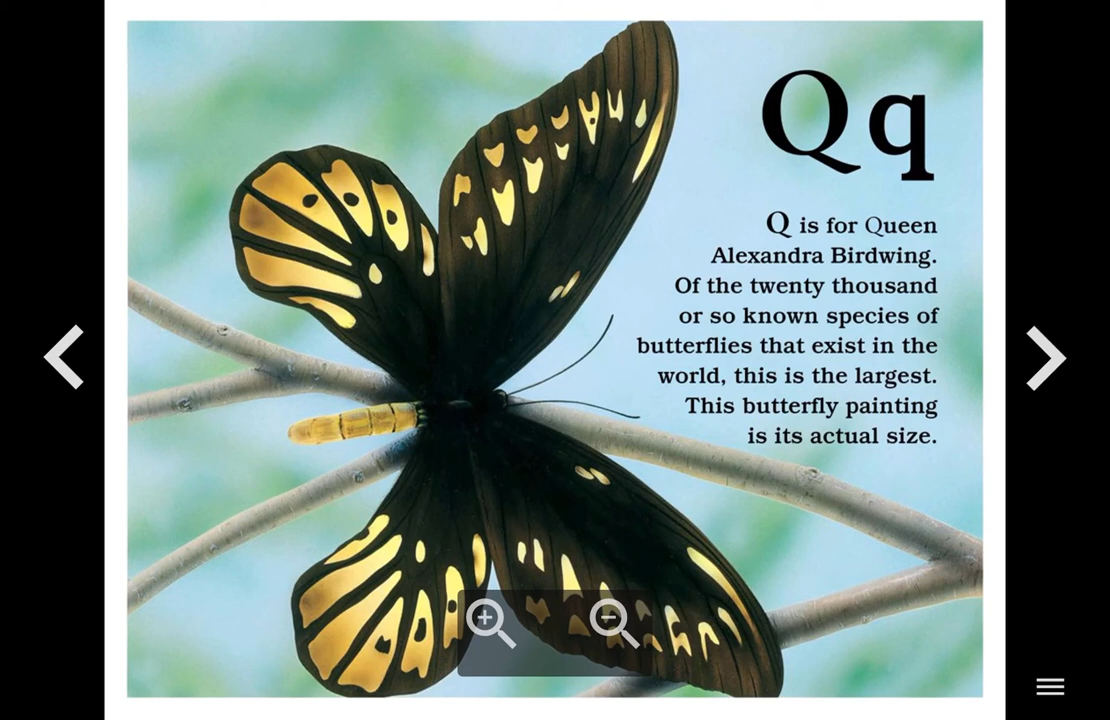 Qq
Q is for Queen
Alexandra Birdwing.
Of the twenty thousand
or so known species of
butterflies that exist in the
world, this is the largest.
This butterfly painting
is its actual size.